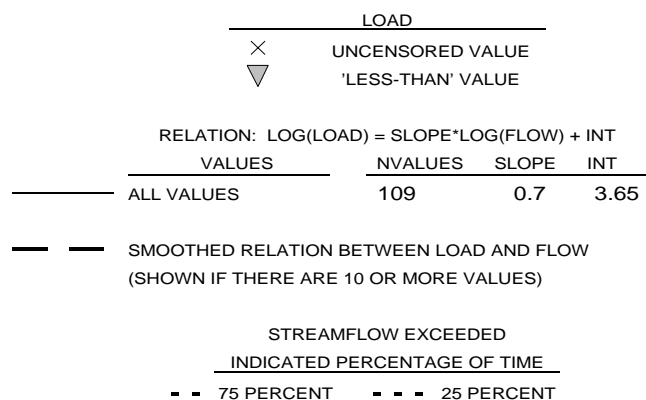 LOAD
UNCENSORED VALUE
'LESS-THAN' VALUE
RELATION: LOG(LOAD) = SLOPE*LOG(FLOW) + INT
VALUES NVALUES SLOPE INT
ALL VALUES 109 0.7 3.65
SMOOTHED RELATION BETWEEN LOAD AND FLOW
(SHOWN IF THERE ARE 10 OR MORE VALUES)
STREAMFLOW EXCEEDED
INDICATED PERCENTAGE OF TIME
75 PERCENT 25 PERCENT